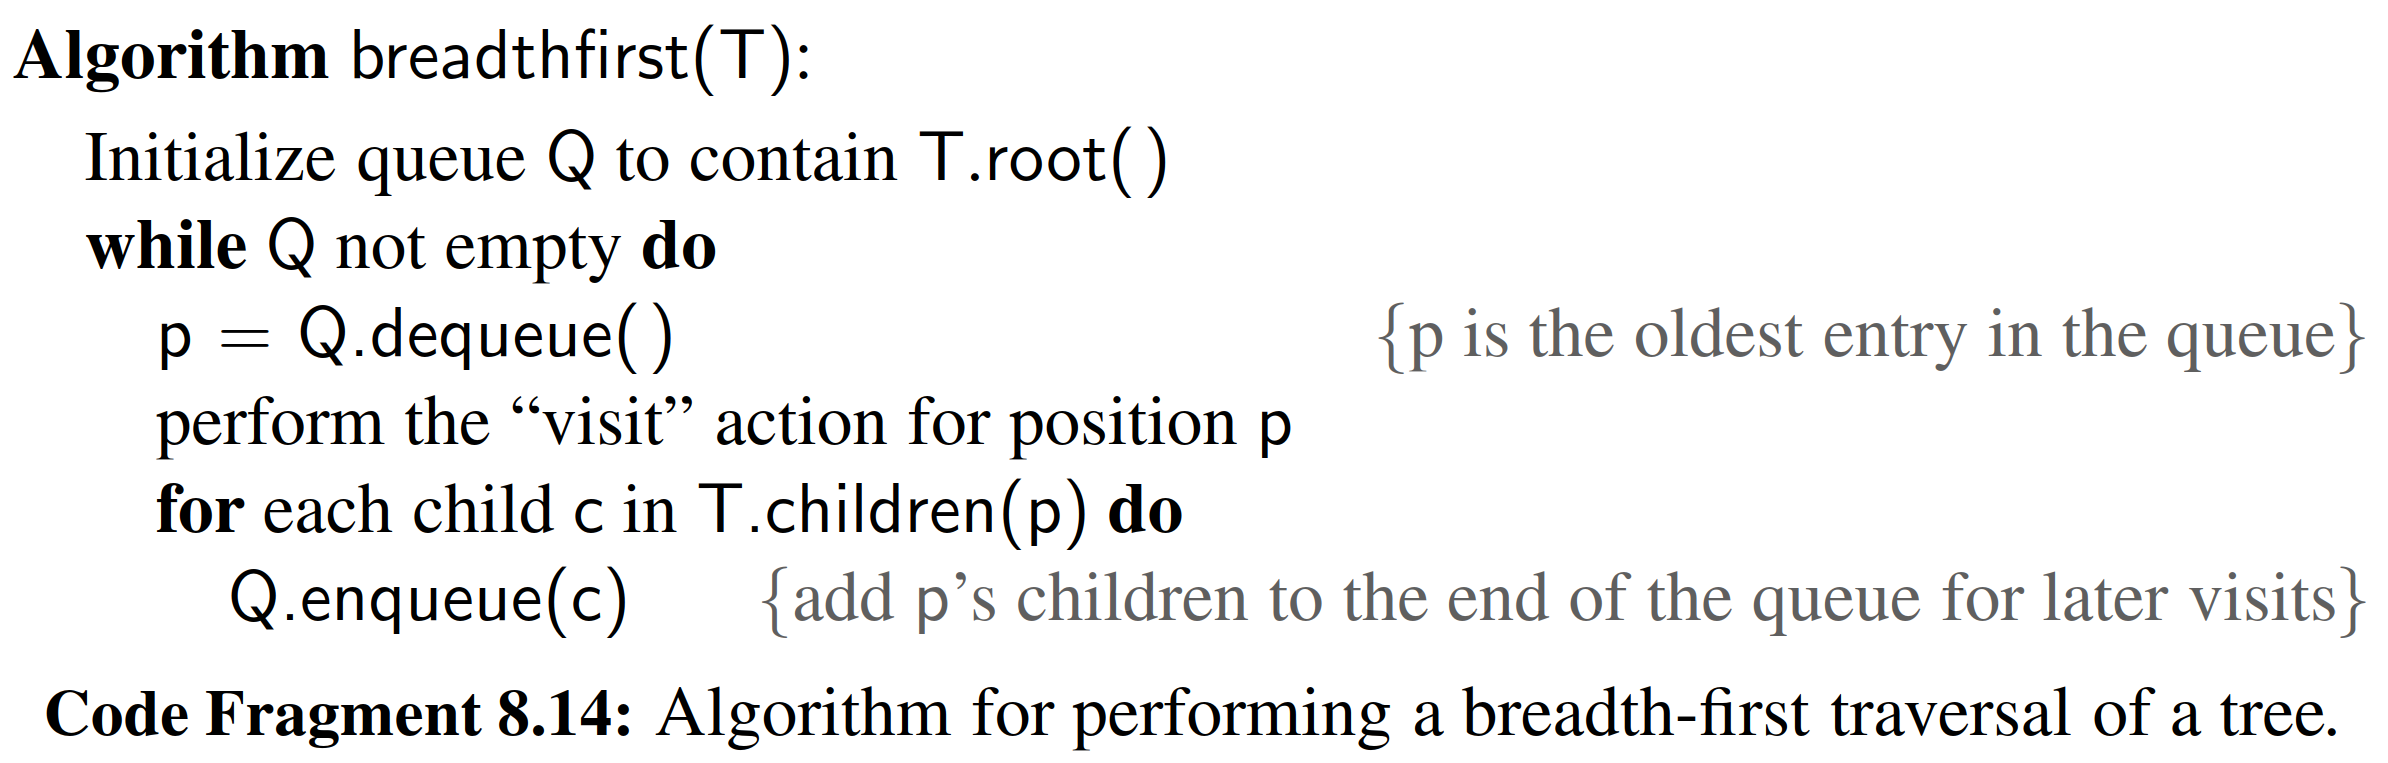 Algorithm breadthfirst(T):
Initialize queue Q to contain T.root( )
while Q not empty do
p = Q.dequeue( ) {p is the oldest entry in the queue}
perform the “visit” action for position p
for each child c in T.children(p) do
Q.enqueue(c) {add p’s children to the end of the queue for later visits}
Code Fragment 8.14: Algorithm for performing a breadth-first traversal of a tree.